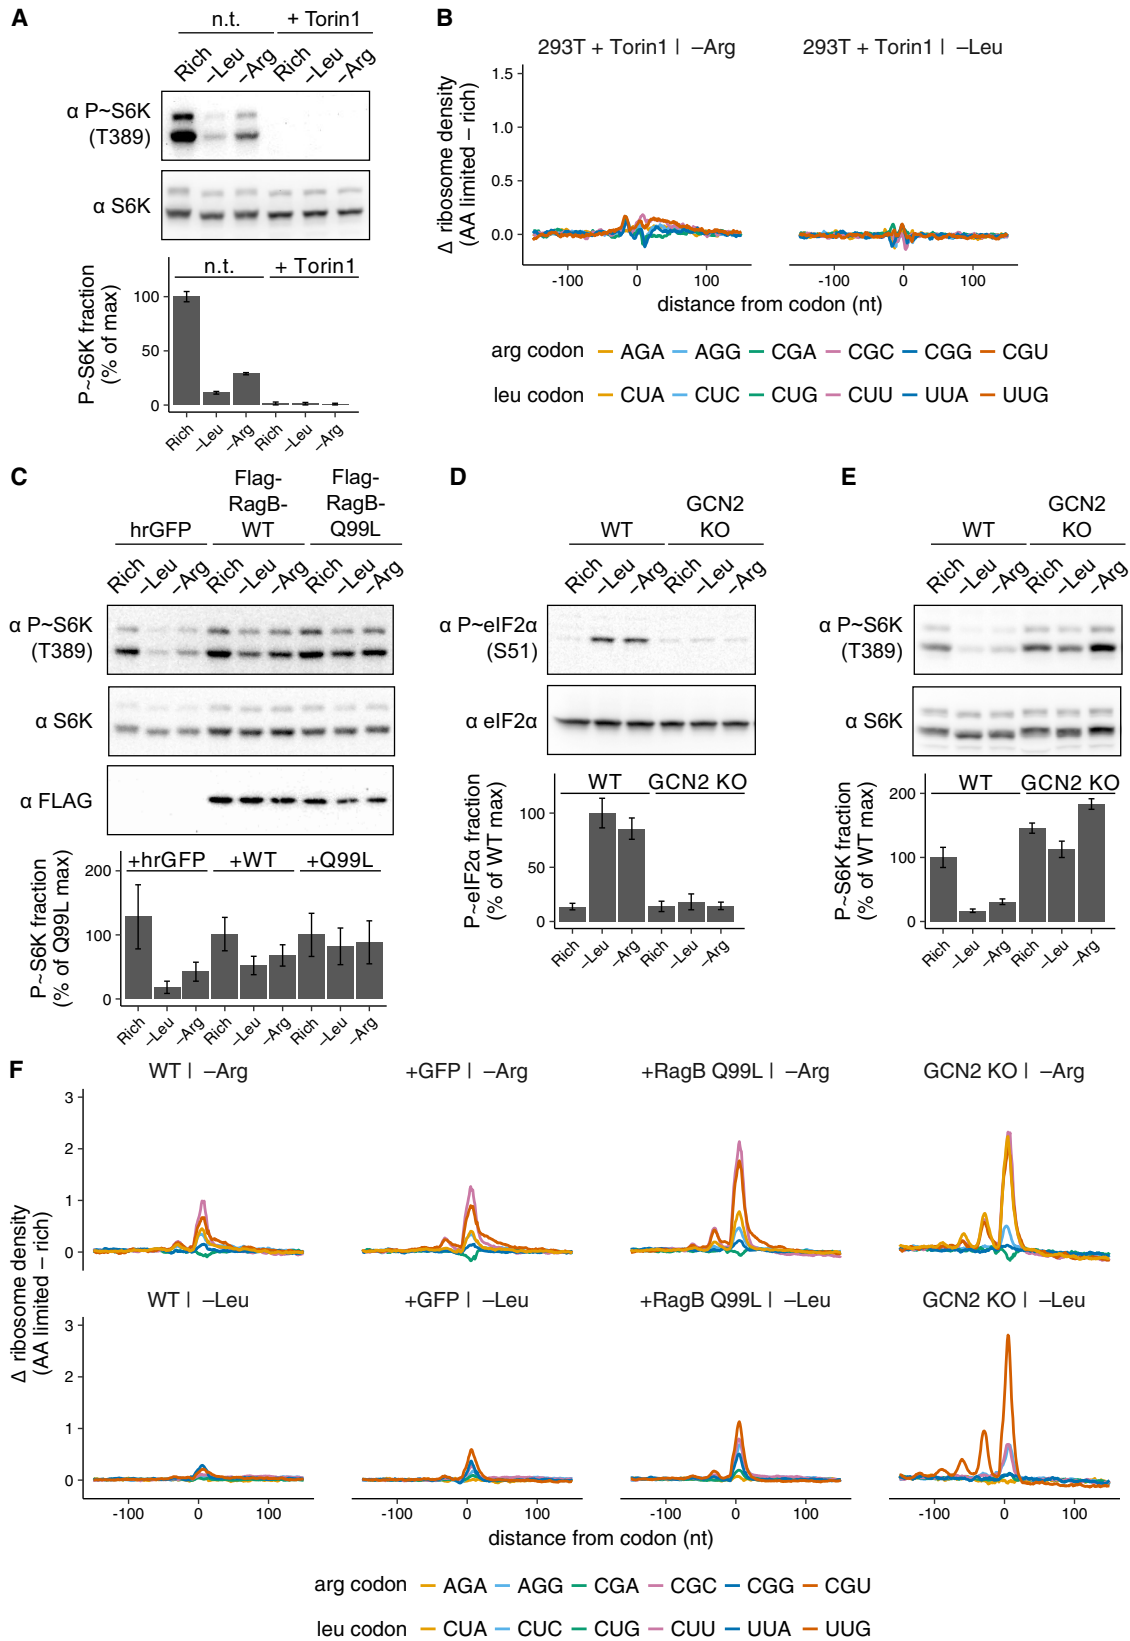 A
n.t.
+ Torin1
Rich
–Leu
–Arg
Rich
–Leu
–Arg
α P~S6K
(T389)
α S6K
n.t.
+ Torin1
P~S6K fraction
(% of max)
100
50
0
Rich
–Leu
–Arg
Rich
–Leu
–Arg
B
293T + Torin1 | –Arg
293T + Torin1 | –Leu
Δ ribosome density
(AA limited – rich)
1.5
1.0
0.5
0.0
-100 0 100
-100 0 100
distance from codon (nt)
arg codon AGA AGG CGA CGC CGG CGU
leu codon CUA CUC CUG CUU UUA UUG
C
hrGFP
Flag-
RagB-
WT
Flag-
RagB-
Q99L
Rich
–Leu
–Arg
Rich
–Leu
–Arg
Rich
–Leu
–Arg
α P~S6K
(T389)
α S6K
α FLAG
+hrGFP
+WT
+Q99L
P~S6K fraction
(% of Q99L max)
200
100
0
Rich
–Leu
–Arg
Rich
–Leu
–Arg
Rich
–Leu
–Arg
D
WT
GCN2
KO
Rich
–Leu
–Arg
Rich
–Leu
–Arg
α P~eIF2α
(S51)
α eIF2α
WT
GCN2 KO
P~eIF2α fraction
(% of WT max)
100
50
0
Rich
–Leu
–Arg
Rich
–Leu
–Arg
E
WT
GCN2
KO
Rich
–Leu
–Arg
Rich
–Leu
–Arg
α P~S6K
(T389)
α S6K
WT
GCN2 KO
P~S6K fraction
(% of WT max)
200
100
0
Rich
–Leu
–Arg
Rich
–Leu
–Arg
F
WT | –Arg
+GFP | –Arg
+RagB Q99L | –Arg
GCN2 KO | –Arg
Δ ribosome density
(AA limited – rich)
3
2
1
0
WT | –Leu
+GFP | –Leu
+RagB Q99L | –Leu
GCN2 KO | –Leu
3
2
1
0
-100 0 100
-100 0 100
-100 0 100
-100 0 100
distance from codon (nt)
arg codon AGA AGG CGA CGC CGG CGU
leu codon CUA CUC CUG CUU UUA UUG